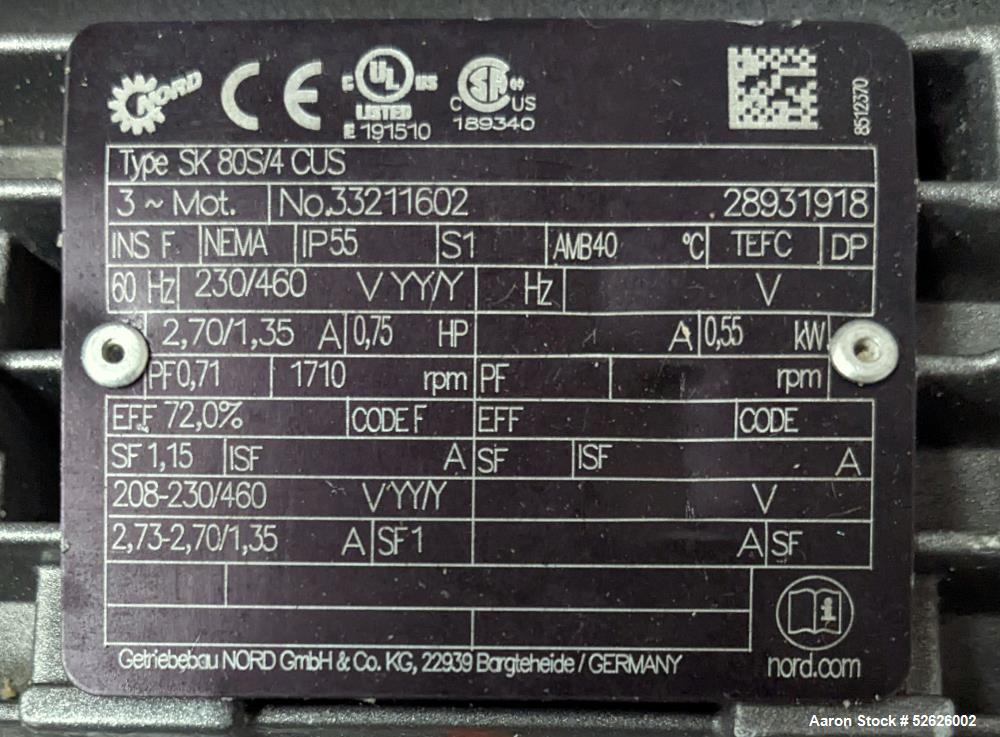 NORD CE C UL US C SA US 8512370
LISTED
E 191510 189340
Type SK 80S/4 CUS
3 ~ Mot. No.33211602 28931918
INS F NEMA IP55 S1 AMB40 °C TEFC DP
60 Hz 230/460 V YY/Y Hz V
2,70/1,35 A 0,75 HP A 0,55 kW
PF0,71 1710 rpm PF rpm
EFF 72,0% CODE F EFF CODE
SF 1,15 ISF A SF ISF A
208-230/460 V YY/Y V
2,73-2,70/1,35 A SF 1 A SF
Getriebebau NORD GmbH & Co. KG, 22939 Bargteheide / GERMANY nord.com
Aaron Stock # 52626002